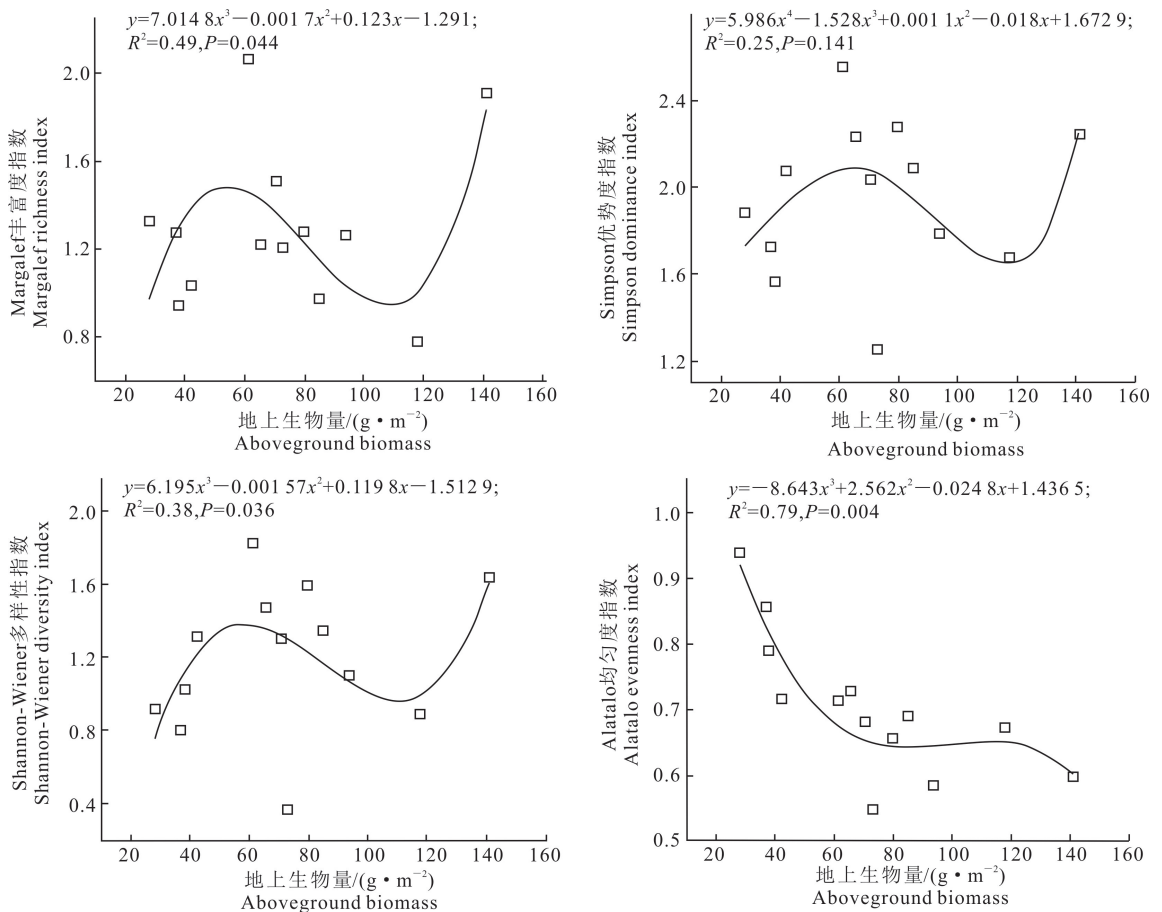 y=7.014 8x³−0.001 7x²+0.123x−1.291;
R²=0.49,P=0.044
Margalef丰富度指数
Margalef richness index
2.0
1.6
1.2
0.8
20 40 60 80 100 120 140 160
地上生物量/(g·m⁻²)
Aboveground biomass
y=5.986x⁴−1.528x³+0.001 1x²−0.018x+1.672 9;
R²=0.25,P=0.141
Simpson优势度指数
Simpson dominance index
2.4
2.0
1.6
1.2
20 40 60 80 100 120 140 160
地上生物量/(g·m⁻²)
Aboveground biomass
y=6.195x³−0.001 57x²+0.119 8x−1.512 9;
R²=0.38,P=0.036
Shannon-Wiener多样性指数
Shannon-Wiener diversity index
2.0
1.6
1.2
0.8
0.4
20 40 60 80 100 120 140 160
地上生物量/(g·m⁻²)
Aboveground biomass
y=−8.643x³+2.562x²−0.024 8x+1.436 5;
R²=0.79,P=0.004
Alatalo均匀度指数
Alatalo evenness index
1.0
0.9
0.8
0.7
0.6
0.5
20 40 60 80 100 120 140 160
地上生物量/(g·m⁻²)
Aboveground biomass